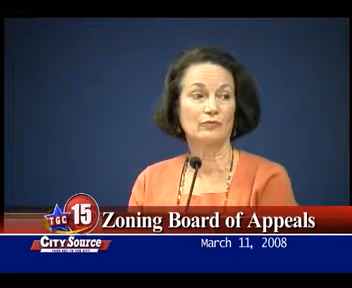 TGC 15
Zoning Board of Appeals
CITY SOURCE
March 11, 2008